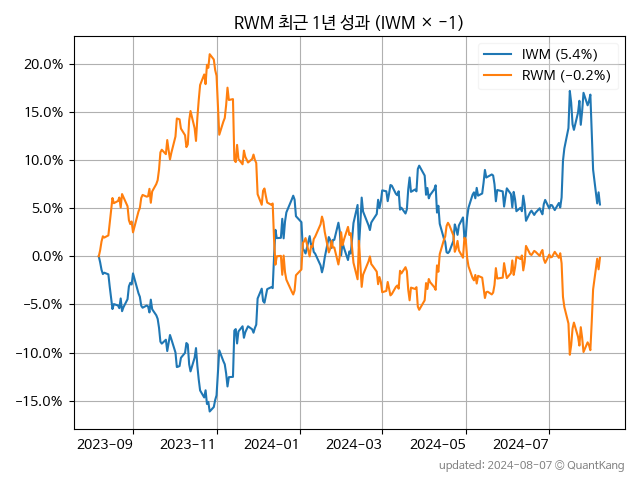 RWM 최근 1년 성과 (IWM × −1)
IWM (5.4%)
RWM (−0.2%)
20.0%
15.0%
10.0%
5.0%
0.0%
−5.0%
−10.0%
−15.0%
2023-09 2023-11 2024-01 2024-03 2024-05 2024-07
updated: 2024-08-07 © QuantKang